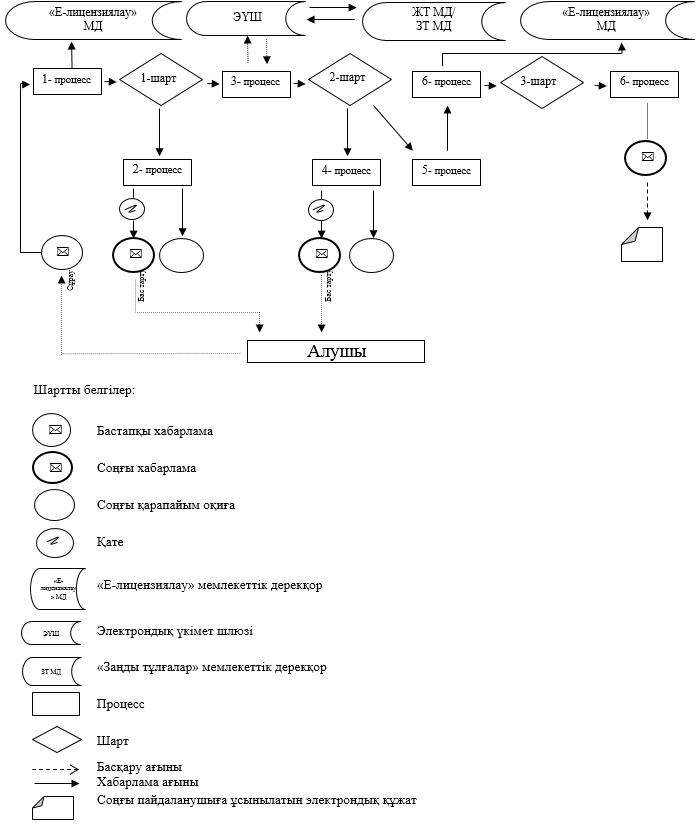 «Е-лицензиялау»
МД
ЭҮШ
ЖТ МД/
ЗТ МД
«Е-лицензиялау»
МД
1- процесс
1-шарт
3- процесс
2-шарт
6- процесс
3-шарт
6- процесс
2- процесс
4- процесс
5- процесс
Сұрау
Бас тарту
Бас тарту
Алушы
Шартты белгілер:
Бастапқы хабарлама
Соңғы хабарлама
Соңғы қарапайым оқиға
Қате
«Е-
лицензиялау
» МД
«Е-лицензиялау» мемлекеттік дерекқор
ЭҮШ
Электрондық үкімет шлюзі
ЗТ МД
«Заңды тұлғалар» мемлекеттік дерекқор
Процесс
Шарт
Басқару ағыны
Хабарлама ағыны
Соңғы пайдаланушыға ұсынылатын электрондық құжат